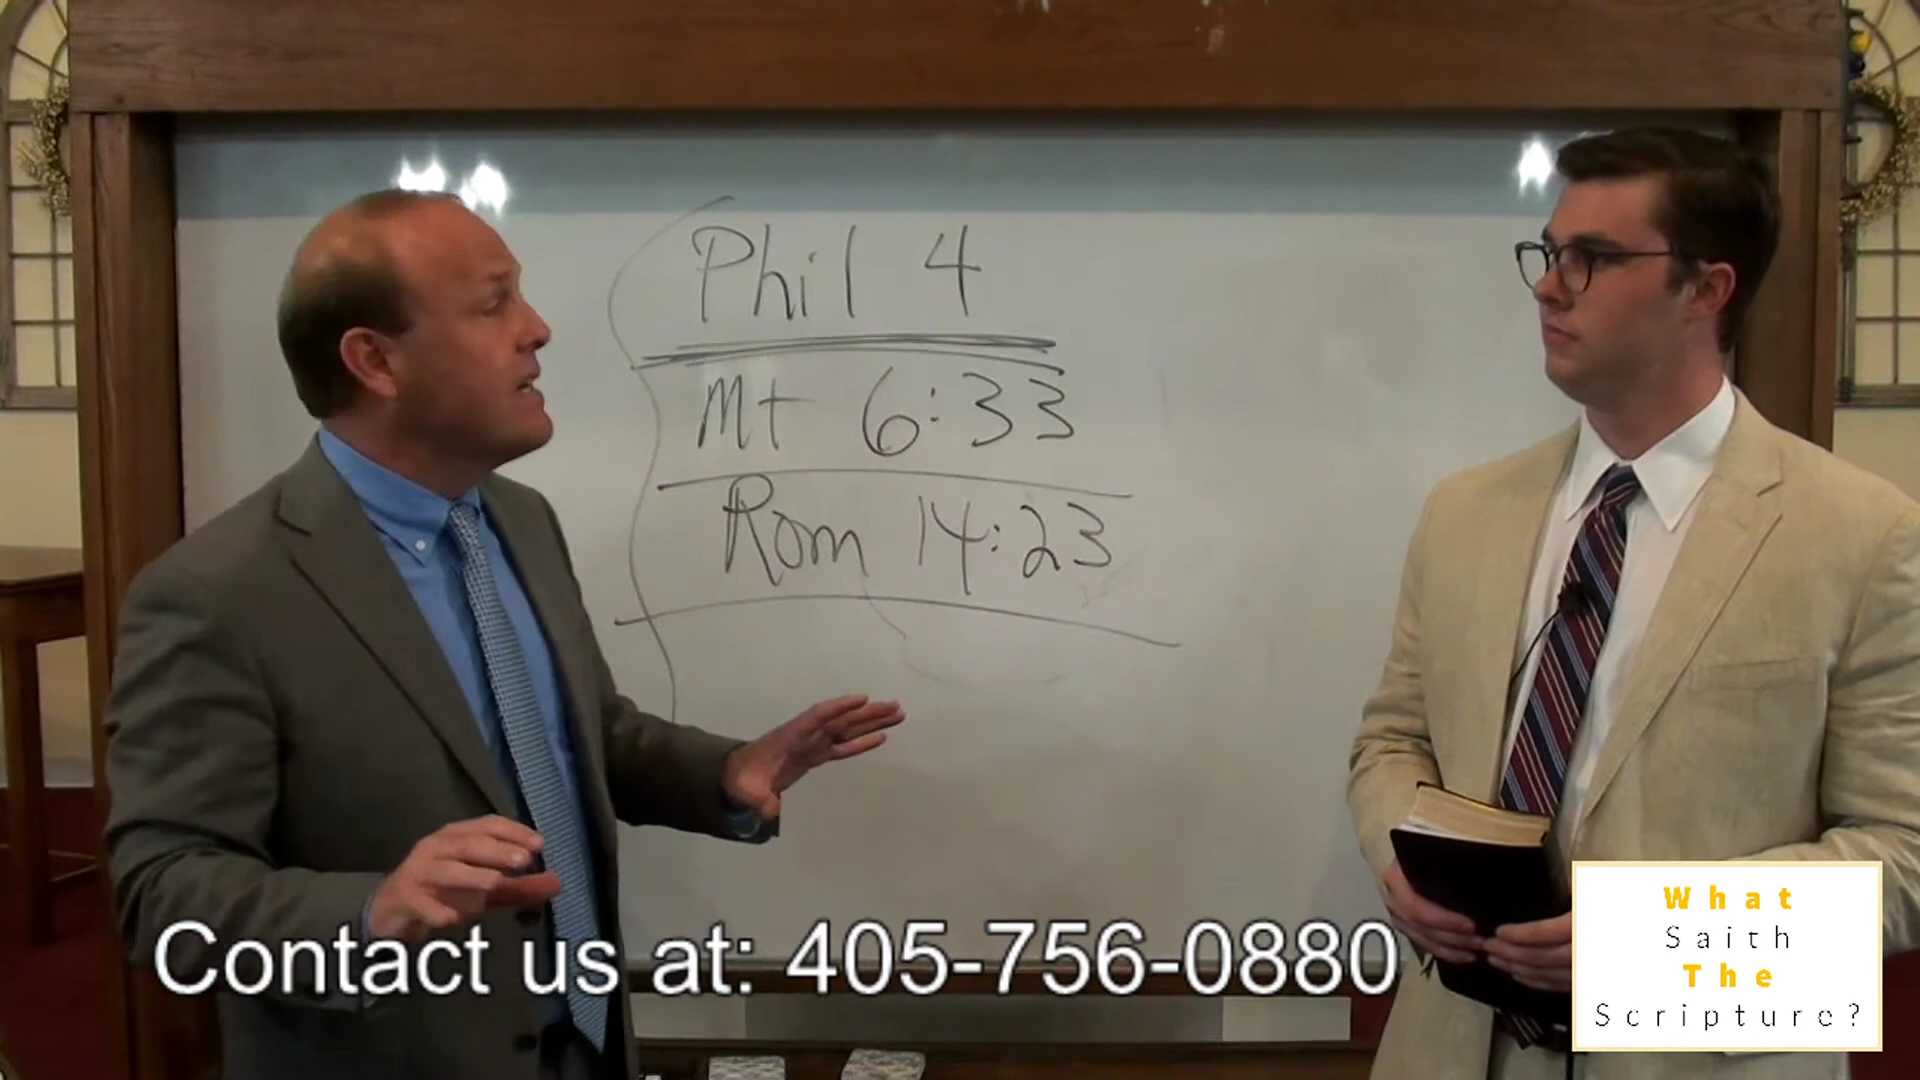 Phil 4
Mt 6:33
Rom 14:23
Contact us at: 405-756-0880
What
Saith
The
Scripture?